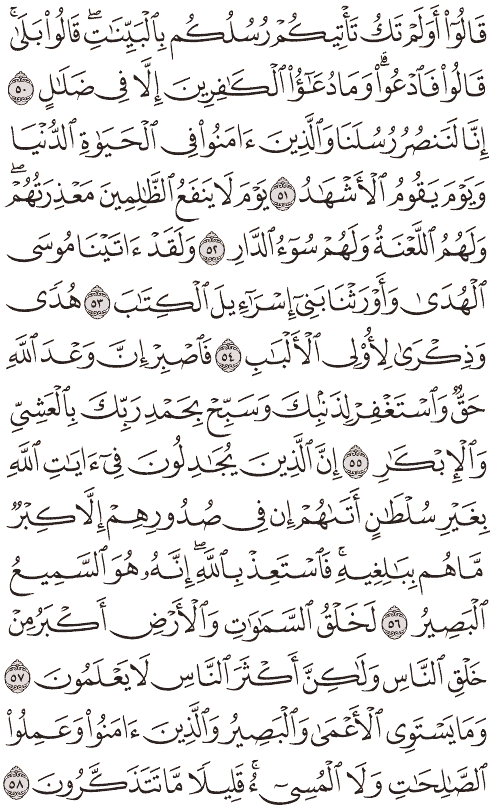 قَالُوٓاْ أَوَلَمۡ تَكُ تَأۡتِيكُمۡ رُسُلُكُم بِٱلۡبَيِّنَٰتِۖ قَالُواْ بَلَىٰۚ
قَالُواْ فَٱدۡعُواْۗ وَمَا دُعَٰٓؤُاْ ٱلۡكَٰفِرِينَ إِلَّا فِي ضَلَٰلٍ ٥٠
إِنَّا لَنَنصُرُ رُسُلَنَا وَٱلَّذِينَ ءَامَنُواْ فِي ٱلۡحَيَوٰةِ ٱلدُّنۡيَا
وَيَوۡمَ يَقُومُ ٱلۡأَشۡهَٰدُ ٥١ يَوۡمَ لَا يَنفَعُ ٱلظَّٰلِمِينَ مَعۡذِرَتُهُمۡۖ
وَلَهُمُ ٱللَّعۡنَةُ وَلَهُمۡ سُوٓءُ ٱلدَّارِ ٥٢ وَلَقَدۡ ءَاتَيۡنَا مُوسَى
ٱلۡهُدَىٰ وَأَوۡرَثۡنَا بَنِيٓ إِسۡرَٰٓءِيلَ ٱلۡكِتَٰبَ ٥٣ هُدٗى
وَذِكۡرَىٰ لِأُوْلِي ٱلۡأَلۡبَٰبِ ٥٤ فَٱصۡبِرۡ إِنَّ وَعۡدَ ٱللَّهِ
حَقّٞ وَٱسۡتَغۡفِرۡ لِذَنۢبِكَ وَسَبِّحۡ بِحَمۡدِ رَبِّكَ بِٱلۡعَشِيِّ
وَٱلۡإِبۡكَٰرِ ٥٥ إِنَّ ٱلَّذِينَ يُجَٰدِلُونَ فِيٓ ءَايَٰتِ ٱللَّهِ
بِغَيۡرِ سُلۡطَٰنٍ أَتَىٰهُمۡ إِن فِي صُدُورِهِمۡ إِلَّا كِبۡرٞ
مَّا هُم بِبَٰلِغِيهِۚ فَٱسۡتَعِذۡ بِٱللَّهِۖ إِنَّهُۥ هُوَ ٱلسَّمِيعُ
ٱلۡبَصِيرُ ٥٦ لَخَلۡقُ ٱلسَّمَٰوَٰتِ وَٱلۡأَرۡضِ أَكۡبَرُ مِنۡ
خَلۡقِ ٱلنَّاسِ وَلَٰكِنَّ أَكۡثَرَ ٱلنَّاسِ لَا يَعۡلَمُونَ ٥٧
وَمَا يَسۡتَوِي ٱلۡأَعۡمَىٰ وَٱلۡبَصِيرُ وَٱلَّذِينَ ءَامَنُواْ وَعَمِلُواْ
ٱلصَّٰلِحَٰتِ وَلَا ٱلۡمُسِيٓءُۚ قَلِيلٗا مَّا تَتَذَكَّرُونَ ٥٨